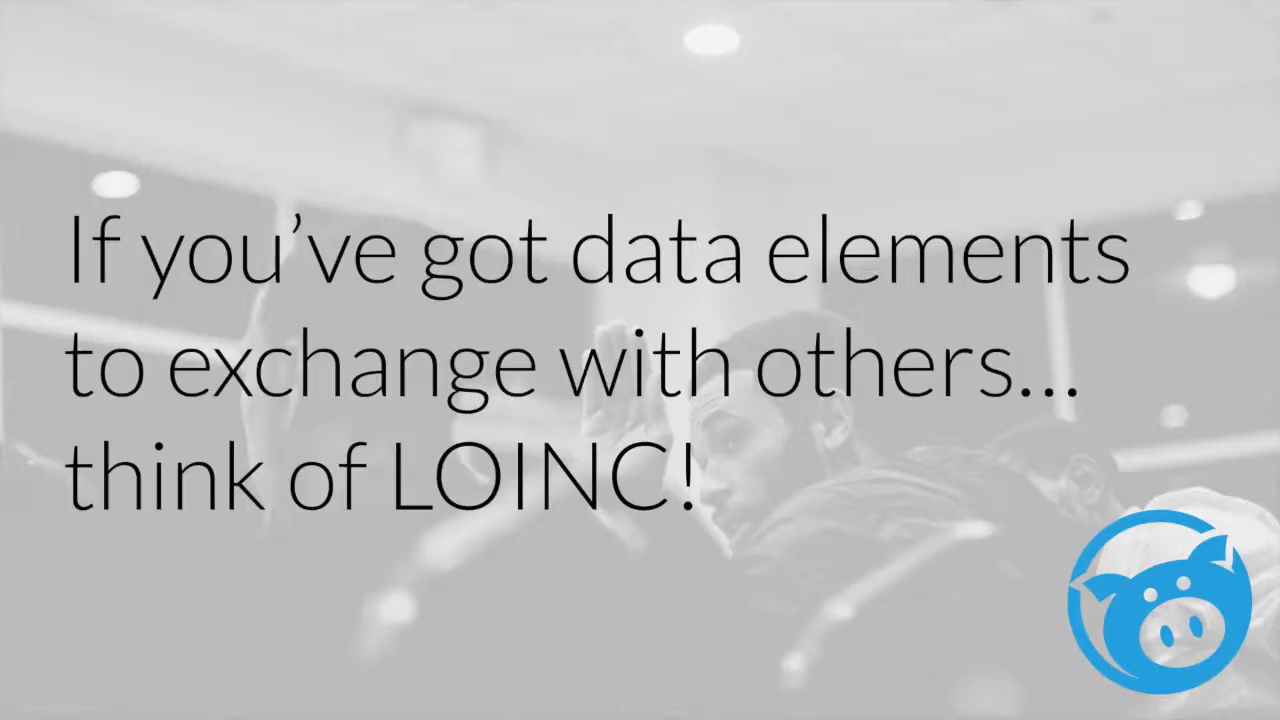 If you’ve got data elements
to exchange with others...
think of LOINC!